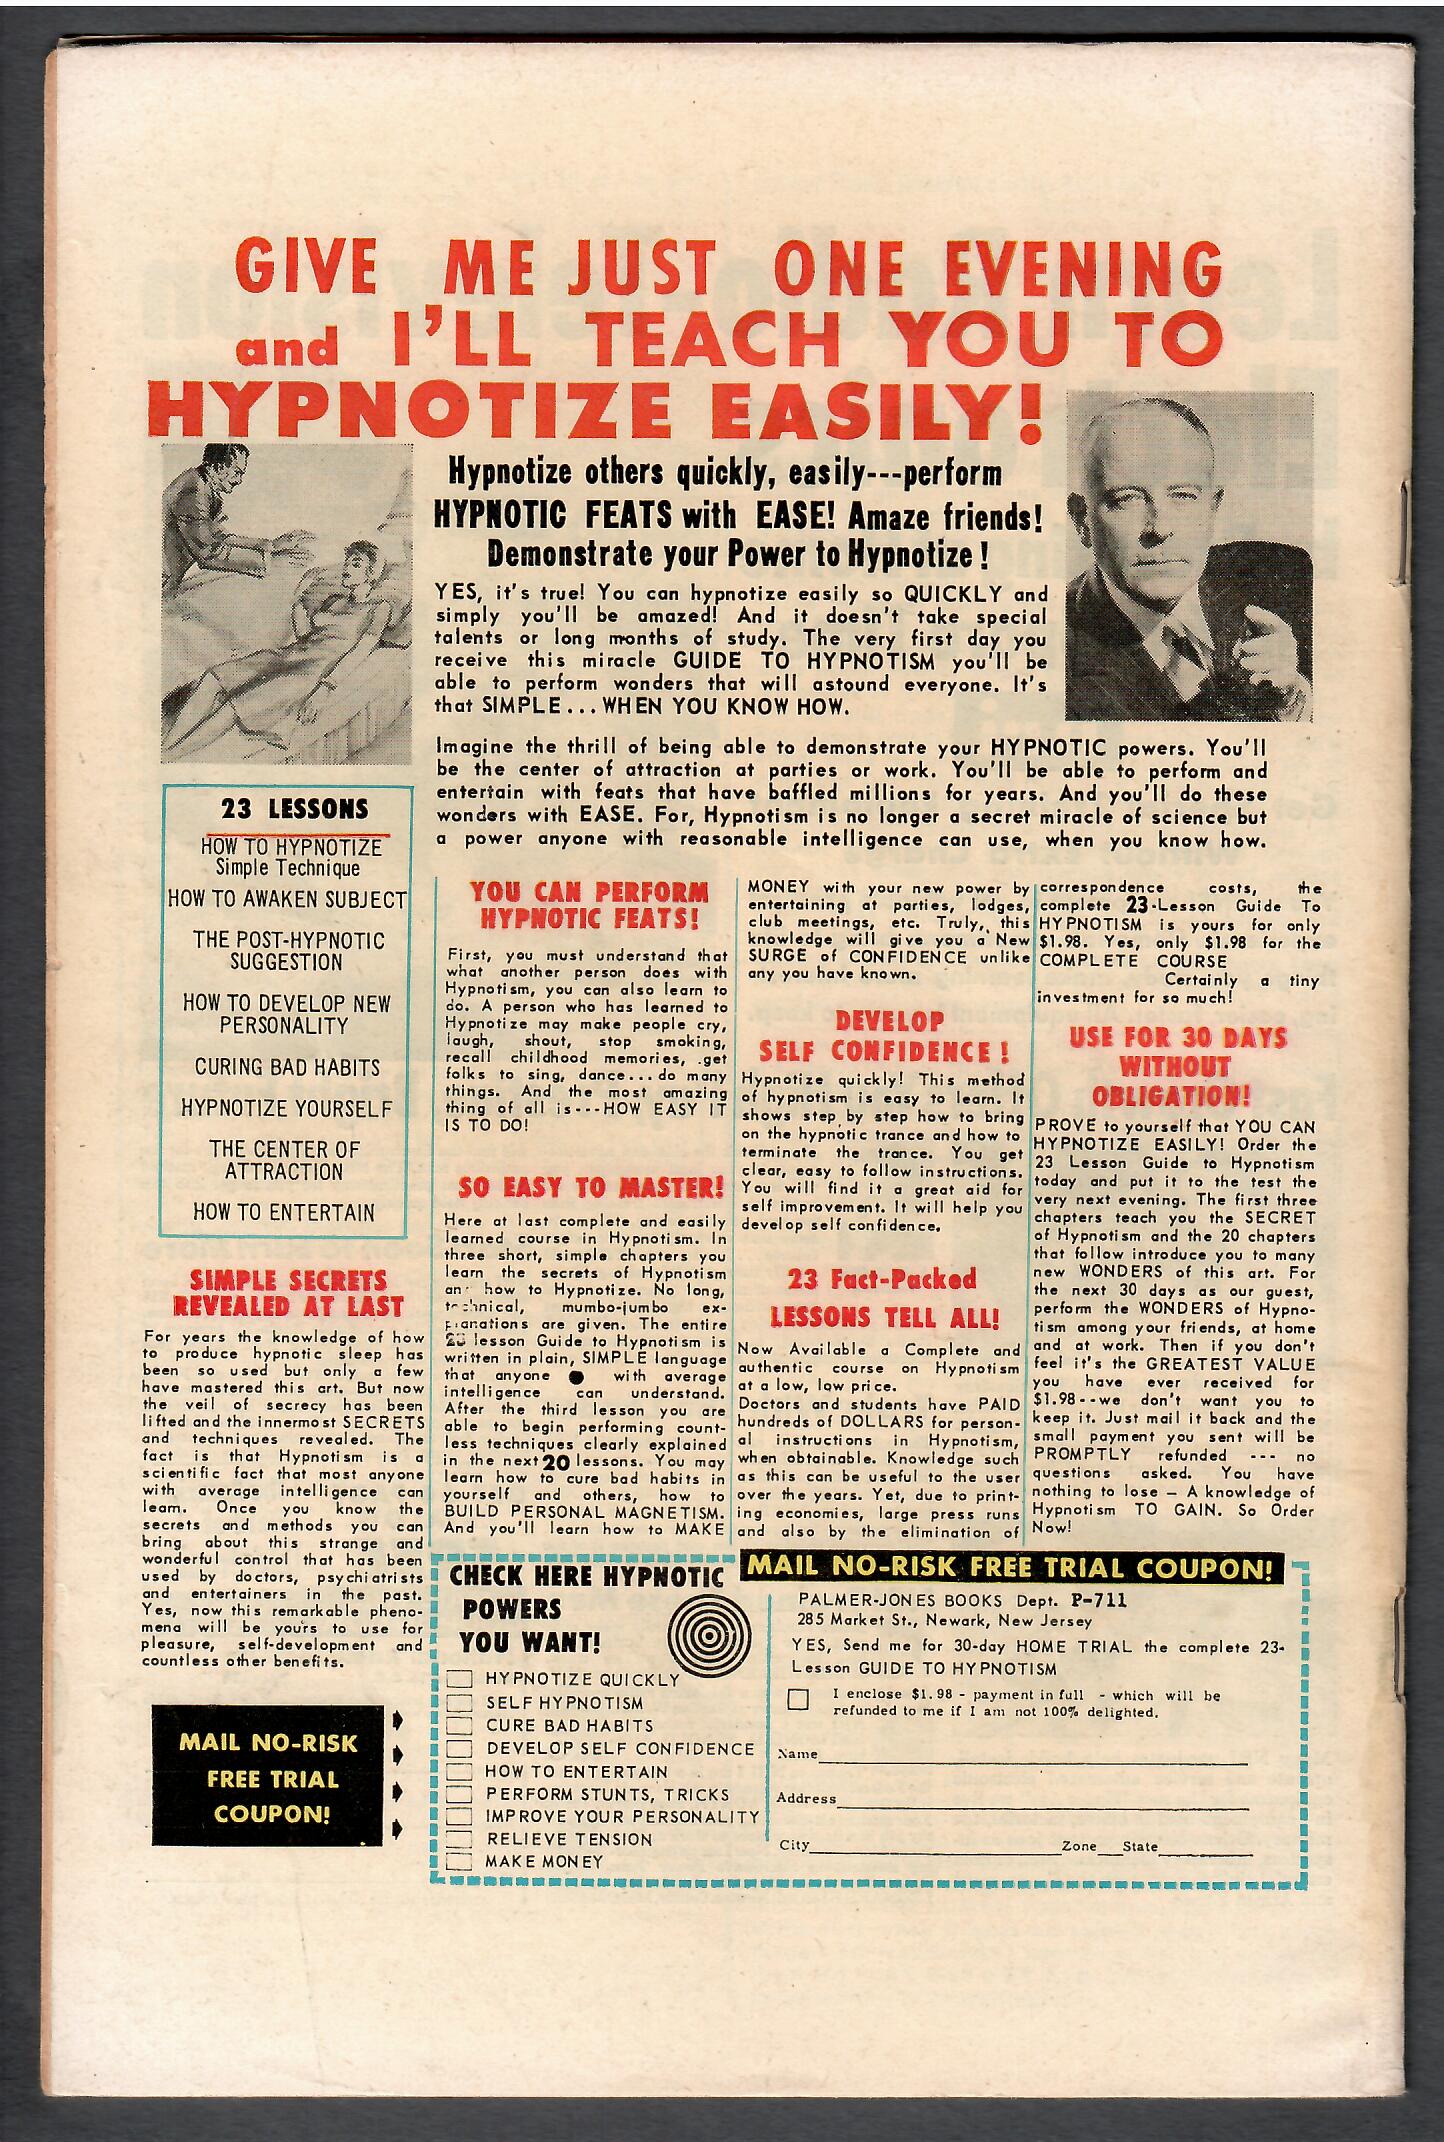 GIVE ME JUST ONE EVENING
and I'LL TEACH YOU TO
HYPNOTIZE EASILY!
Hypnotize others quickly, easily---perform
HYPNOTIC FEATS with EASE! Amaze friends!
Demonstrate your Power to Hypnotize!
YES, it's true! You can hypnotize easily so QUICKLY and
simply you'll be amazed! And it doesn't take special
talents or long months of study. The very first day you
receive this miracle GUIDE TO HYPNOTISM you'll be
able to perform wonders that will astound everyone. It's
that SIMPLE...WHEN YOU KNOW HOW.
Imagine the thrill of being able to demonstrate your HYPNOTIC powers. You'll
be the center of attraction at parties or work. You'll be able to perform and
entertain with feats that have baffled millions for years. And you'll do these
wonders with EASE. For, Hypnotism is no longer a secret miracle of science but
a power anyone with reasonable intelligence can use, when you know how.
23 LESSONS
HOW TO HYPNOTIZE
Simple Technique
HOW TO AWAKEN SUBJECT
THE POST-HYPNOTIC
SUGGESTION
HOW TO DEVELOP NEW
PERSONALITY
CURING BAD HABITS
HYPNOTIZE YOURSELF
THE CENTER OF
ATTRACTION
HOW TO ENTERTAIN
SIMPLE SECRETS
REVEALED AT LAST
For years the knowledge of how
to produce hypnotic sleep has
been so used but only a few
have mastered this art. But now
the veil of secrecy has been
lifted and the innermost SECRETS
and techniques revealed. The
fact is that Hypnotism is a
scientific fact that most anyone
with average intelligence can
learn. Once you know the
secrets and methods you can
bring about this strange and
wonderful control that has been
used by doctors, psychiatrists
and entertainers in the past.
Yes, now this remarkable pheno-
mena will be yours to use for
pleasure, self-development and
countless other benefits.
MAIL NO-RISK
FREE TRIAL
COUPON!
YOU CAN PERFORM
HYPNOTIC FEATS!
First, you must understand that
what another person does with
Hypnotism, you can also learn to
do. A person who has learned to
Hypnotize may make people cry,
laugh, shout, stop smoking,
recall childhood memories, .get
folks to sing, dance...do many
things. And the most amazing
thing of all is---HOW EASY IT
IS TO DO!
SO EASY TO MASTER!
Here at last complete and easily
learned course in Hypnotism. In
three short, simple chapters you
learn the secrets of Hypnotism
an how to Hypnotize. No long,
technical, mumbo-jumbo ex-
planations are given. The entire
23 lesson Guide to Hypnotism is
written in plain, SIMPLE language
that anyone with average
intelligence can understand.
After the third lesson you are
able to begin performing count-
less techniques clearly explained
in the next 20 lessons. You may
learn how to cure bad habits in
yourself and others, how to
BUILD PERSONAL MAGNETISM.
And you'll learn how to MAKE
MONEY with your new power by
entertaining at parties, lodges,
club meetings, etc. Truly, this
knowledge will give you a New
SURGE of CONFIDENCE unlike
any you have known.
DEVELOP
SELF CONFIDENCE!
Hypnotize quickly! This method
of hypnotism is easy to learn. It
shows step by step how to bring
on the hypnotic trance and how to
terminate the trance. You get
clear, easy to follow instructions.
You will find it a great aid for
self improvement. It will help you
develop self confidence.
23 Fact-Packed
LESSONS TELL ALL!
Now Available a Complete and
authentic course on Hypnotism
at a low, low price.
Doctors and students have PAID
hundreds of DOLLARS for person-
al instructions in Hypnotism,
when obtainable. Knowledge such
as this can be useful to the user
over the years. Yet, due to print-
ing economies, large press runs
and also by the elimination of
correspondence costs, the
complete 23-Lesson Guide To
HYPNOTISM is yours for only
$1.98. Yes, only $1.98 for the
COMPLETE COURSE
Certainly a tiny
investment for so much!
USE FOR 30 DAYS
WITHOUT
OBLIGATION!
PROVE to yourself that YOU CAN
HYPNOTIZE EASILY! Order the
23 Lesson Guide to Hypnotism
today and put it to the test the
very next evening. The first three
chapters teach you the SECRET
of Hypnotism and the 20 chapters
that follow introduce you to many
new WONDERS of this art. For
the next 30 days as our guest,
perform the WONDERS of Hypno-
tism among your friends, at home
and at work. Then if you don't
feel it's the GREATEST VALUE
you have ever received for
$1.98--we don't want you to
keep it. Just mail it back and the
small payment you sent will be
PROMPTLY refunded --- no
questions asked. You have
nothing to lose – A knowledge of
Hypnotism TO GAIN. So Order
Now!
CHECK HERE HYPNOTIC
POWERS
YOU WANT!
HYPNOTIZE QUICKLY
SELF HYPNOTISM
CURE BAD HABITS
DEVELOP SELF CONFIDENCE
HOW TO ENTERTAIN
PERFORM STUNTS, TRICKS
IMPROVE YOUR PERSONALITY
RELIEVE TENSION
MAKE MONEY
MAIL NO-RISK FREE TRIAL COUPON!
PALMER-JONES BOOKS Dept. P-711
285 Market St., Newark, New Jersey
YES, Send me for 30-day HOME TRIAL the complete 23-
Lesson GUIDE TO HYPNOTISM
I enclose $1.98 - payment in full - which will be
refunded to me if I am not 100% delighted.
Name
Address
City Zone State